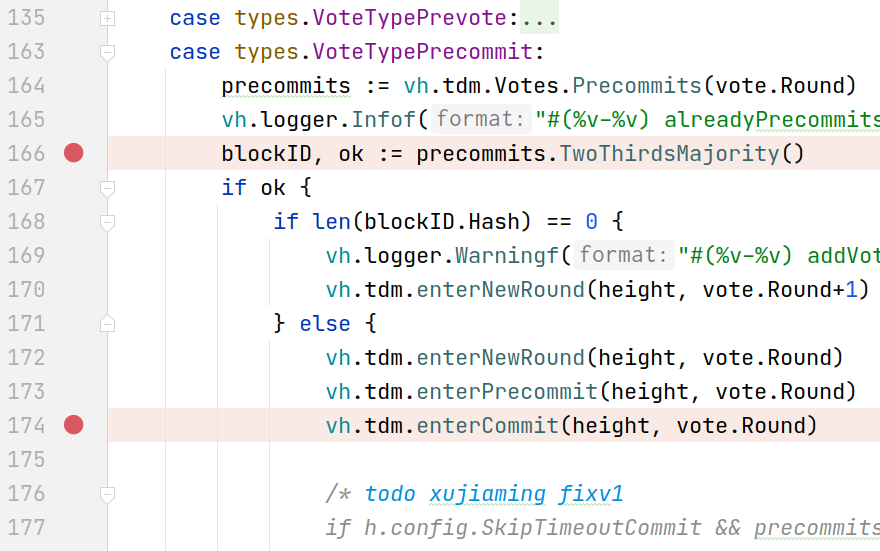 135 case types.VoteTypePrevote:...
163 case types.VoteTypePrecommit:
164 precommits := vh.tdm.Votes.Precommits(vote.Round)
165 vh.logger.Infof( format: "#(%v-%v) alreadyPrecommits
166 blockID, ok := precommits.TwoThirdsMajority()
167 if ok {
168 if len(blockID.Hash) == 0 {
169 vh.logger.Warningf( format: "#(%v-%v) addVot
170 vh.tdm.enterNewRound(height, vote.Round+1)
171 } else {
172 vh.tdm.enterNewRound(height, vote.Round)
173 vh.tdm.enterPrecommit(height, vote.Round)
174 vh.tdm.enterCommit(height, vote.Round)
175
176 /* todo xujiaming fixv1
177 if h.config.SkipTimeoutCommit && precommits